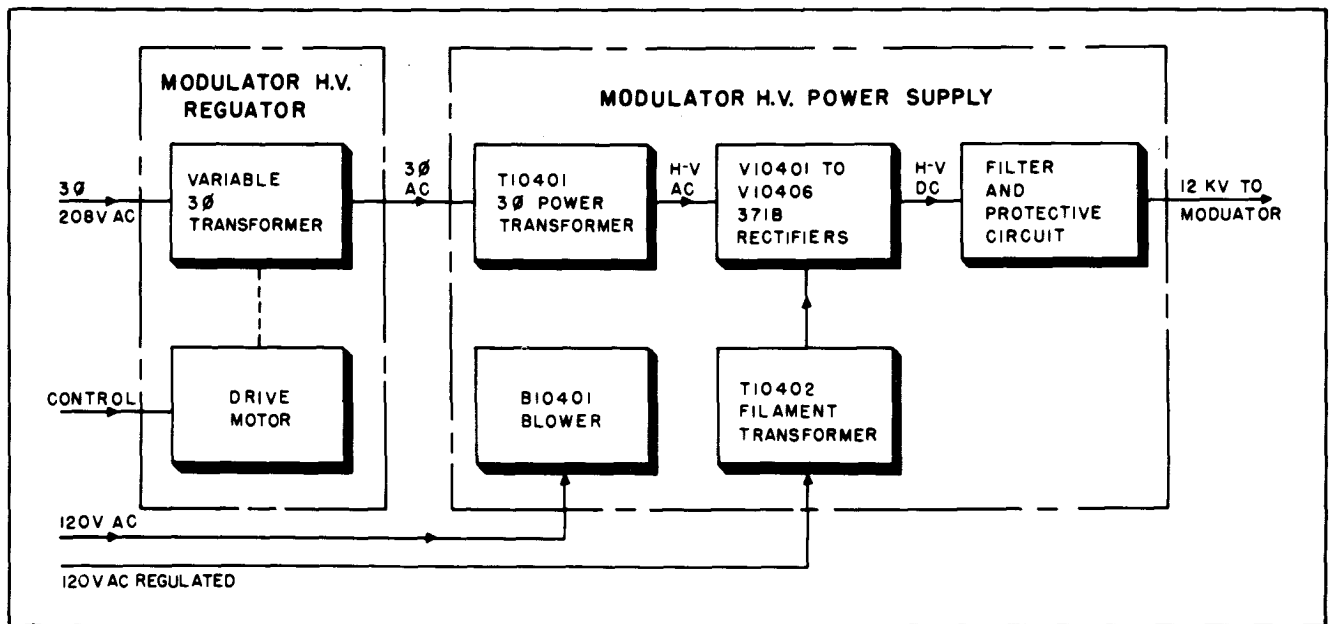 MODULATOR H.V.
REGUATOR
MODULATOR H.V. POWER SUPPLY
3Ø
208V AC
VARIABLE
3Ø
TRANSFORMER
3Ø
AC
T10401
3Ø POWER
TRANSFORMER
H-V
AC
V10401 TO
V10406
371B
RECTIFIERS
H-V
DC
FILTER
AND
PROTECTIVE
CIRCUIT
12 KV TO
MODUATOR
CONTROL
DRIVE
MOTOR
B10401
BLOWER
T10402
FILAMENT
TRANSFORMER
120V AC
120V AC REGULATED